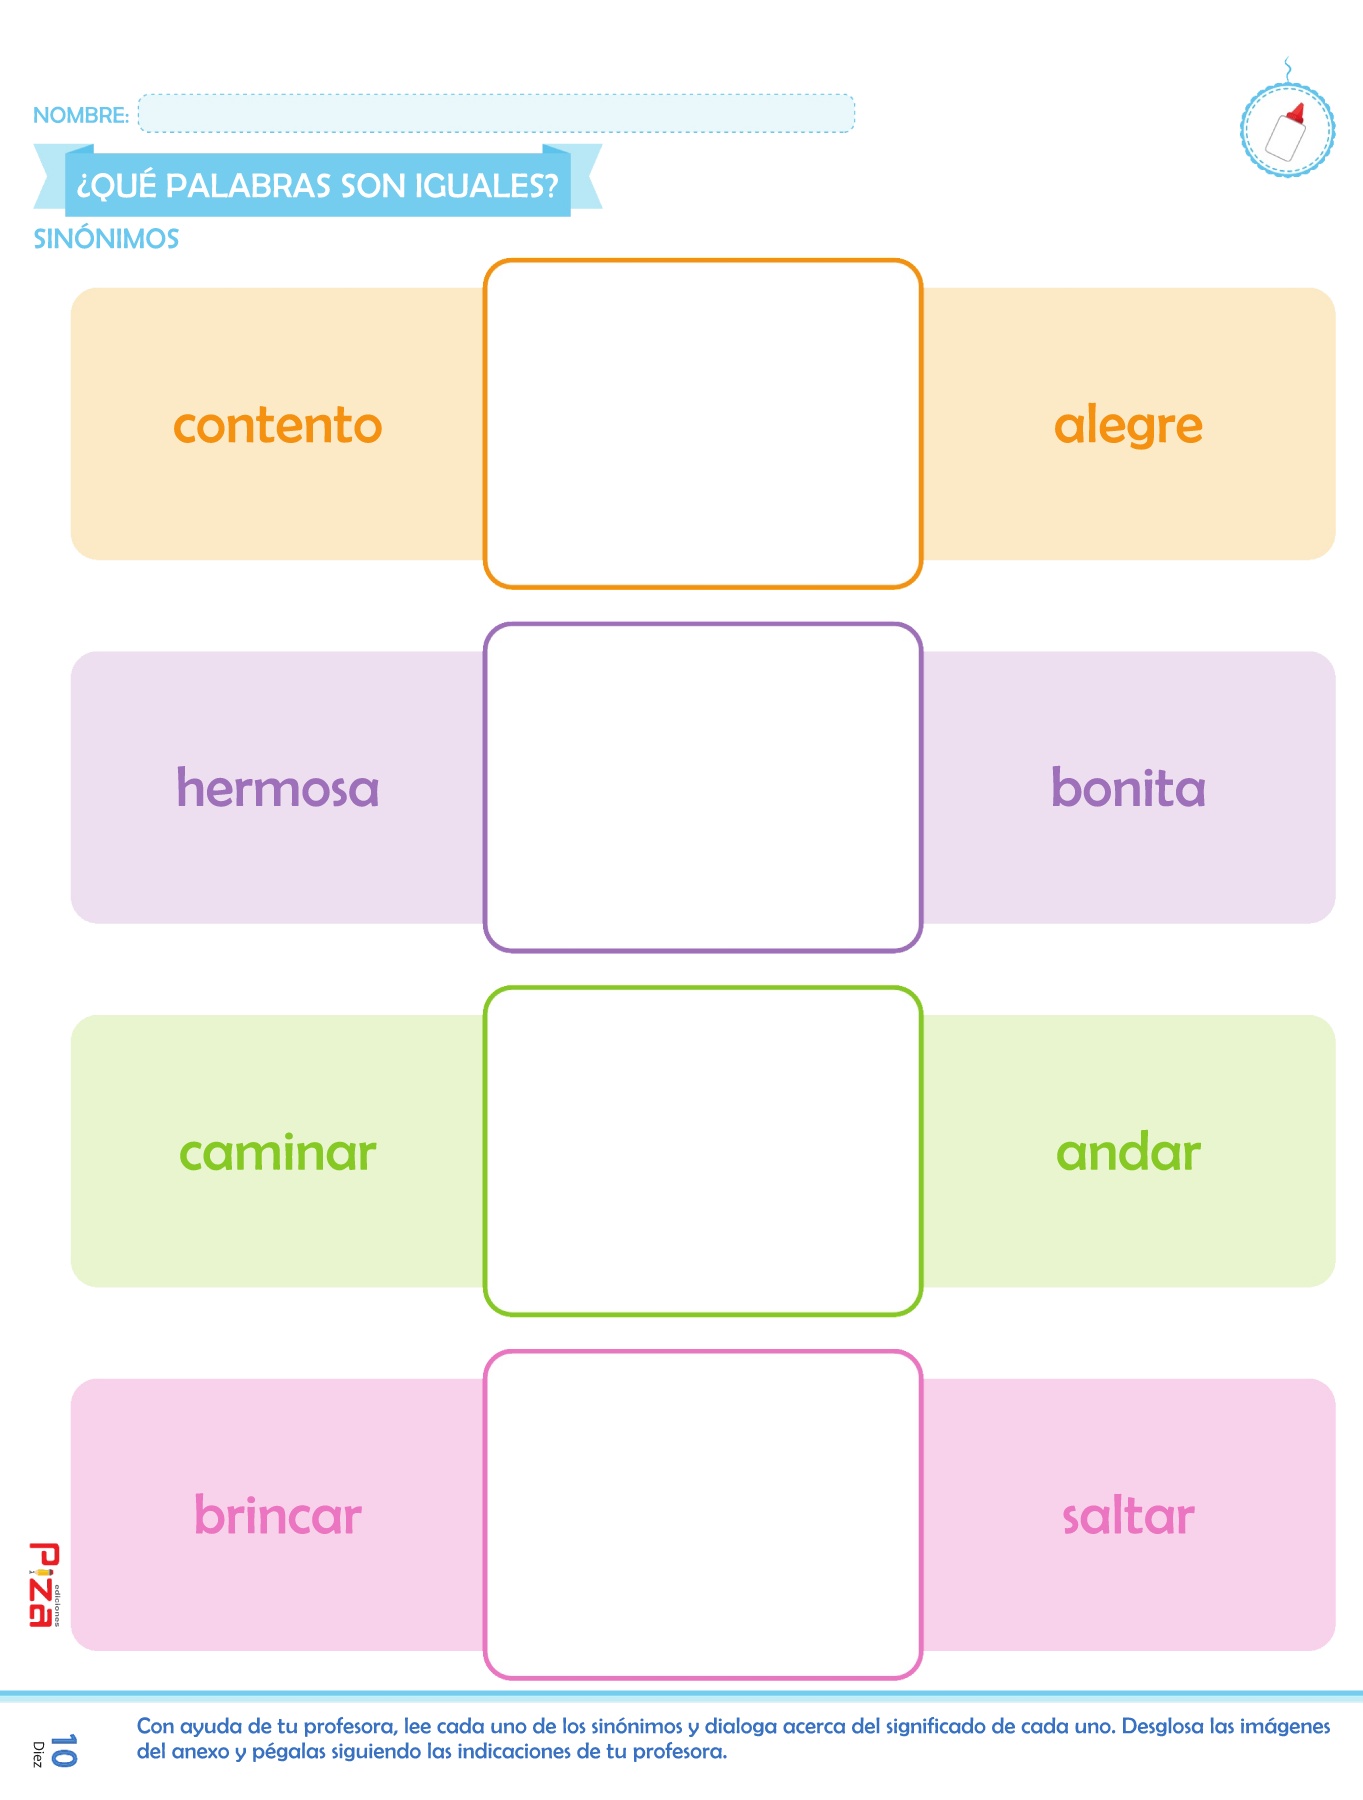 NOMBRE:
¿QUÉ PALABRAS SON IGUALES?
SINÓNIMOS
contento alegre
hermosa bonita
caminar andar
brincar saltar
Piza
ediciones
10
Diez
Con ayuda de tu profesora, lee cada uno de los sinónimos y dialoga acerca del significado de cada uno. Desglosa las imágenes
del anexo y pégalas siguiendo las indicaciones de tu profesora.